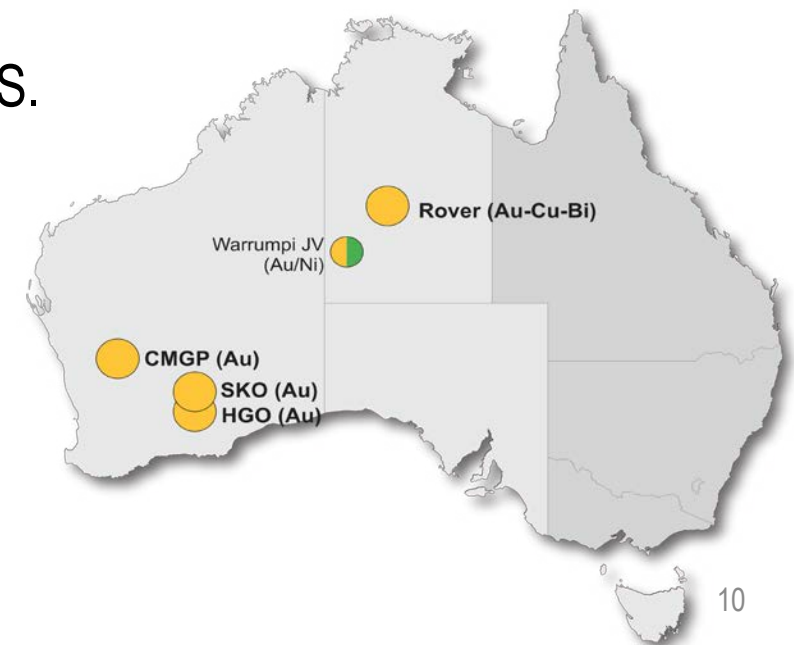 S.
Rover (Au-Cu-Bi)
Warrumpi JV
(Au/Ni)
CMGP (Au)
SKO (Au)
HGO (Au)
10